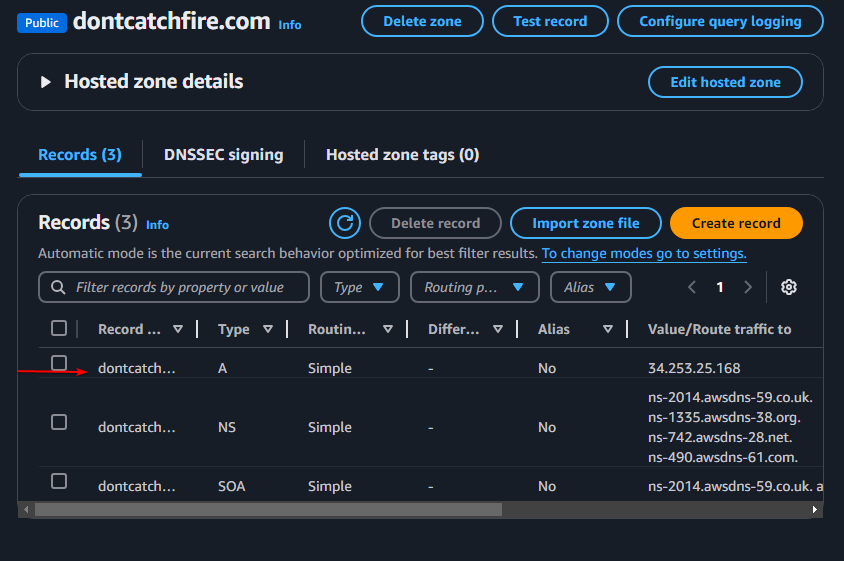 Public dontcatchfire.com Info Delete zone Test record Configure query logging
Hosted zone details Edit hosted zone
Records (3) DNSSEC signing Hosted zone tags (0)
Records (3) Info Delete record Import zone file Create record
Automatic mode is the current search behavior optimized for best filter results. To change modes go to settings.
Filter records by property or value Type Routing p... Alias 1
Record ... Type Routin... Differ... Alias Value/Route traffic to
dontcatch... A Simple - No 34.253.25.168
dontcatch... NS Simple - No ns-2014.awsdns-59.co.uk.
ns-1335.awsdns-38.org.
ns-742.awsdns-28.net.
ns-490.awsdns-61.com.
dontcatch... SOA Simple - No ns-2014.awsdns-59.co.uk. a